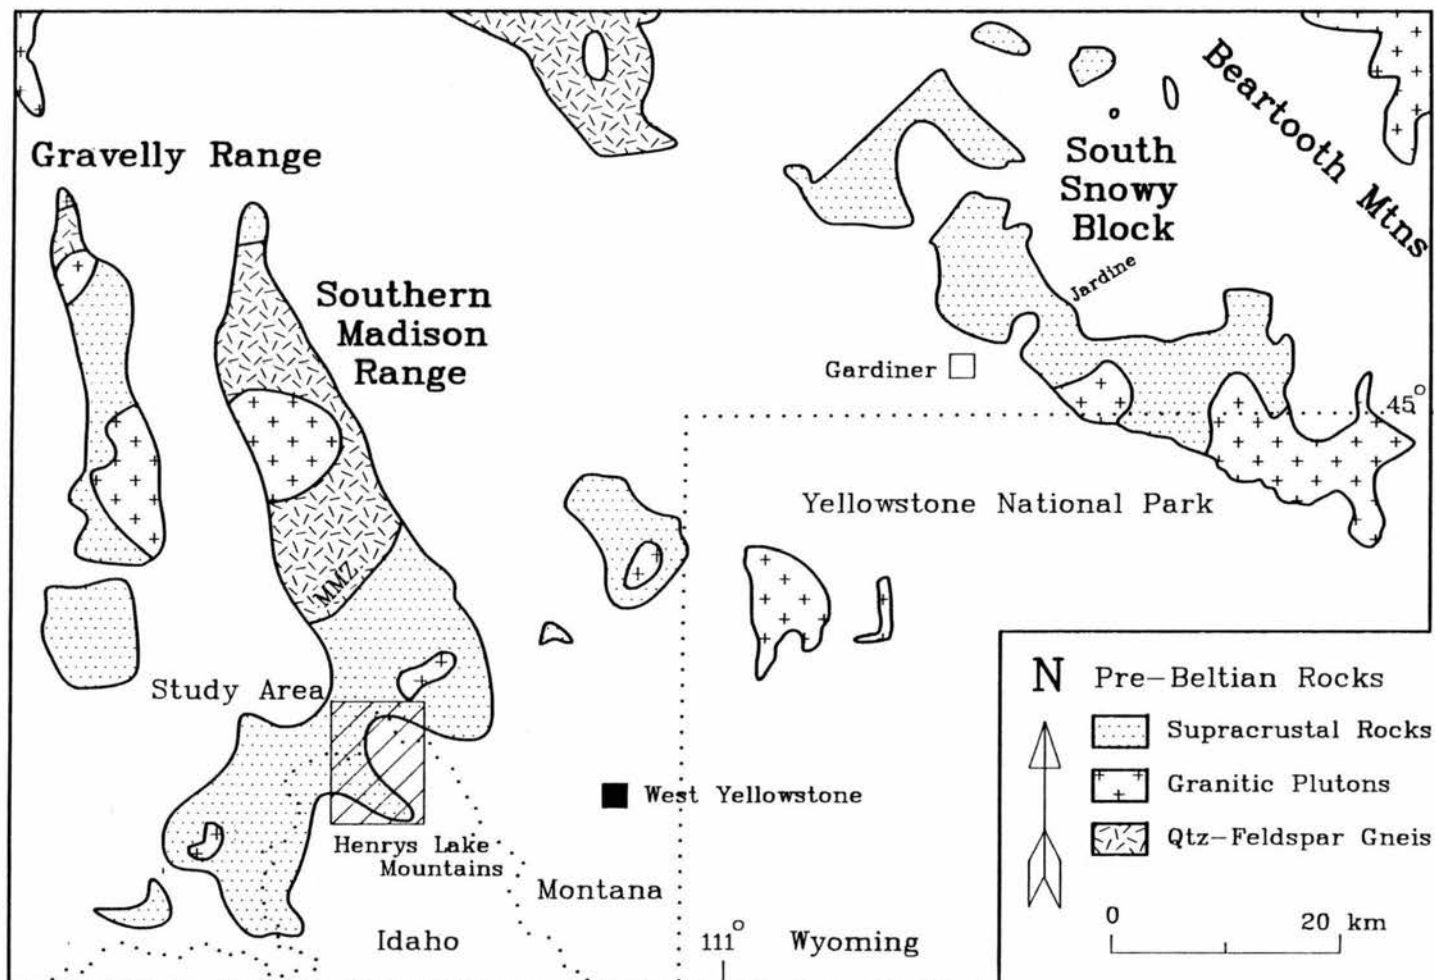 Gravelly Range
Southern
Madison
Range
South
Snowy
Block
Beartooth Mtns
Jardine
Gardiner
45°
Yellowstone National Park
MMZ
Study Area
West Yellowstone
Henrys Lake
Mountains
Montana
Idaho
111°
Wyoming
N
Pre-Beltian Rocks
Supracrustal Rocks
Granitic Plutons
Qtz-Feldspar Gneis
0 20 km